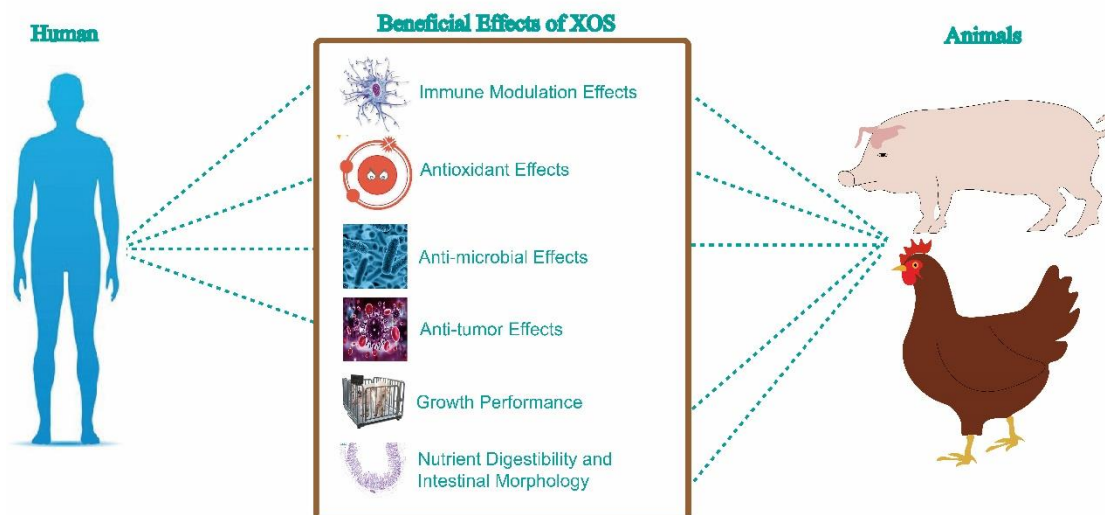 Human
Beneficial Effects of XOS
Animals
Immune Modulation Effects
Antioxidant Effects
Anti-microbial Effects
Anti-tumor Effects
Growth Performance
Nutrient Digestibility and
Intestinal Morphology